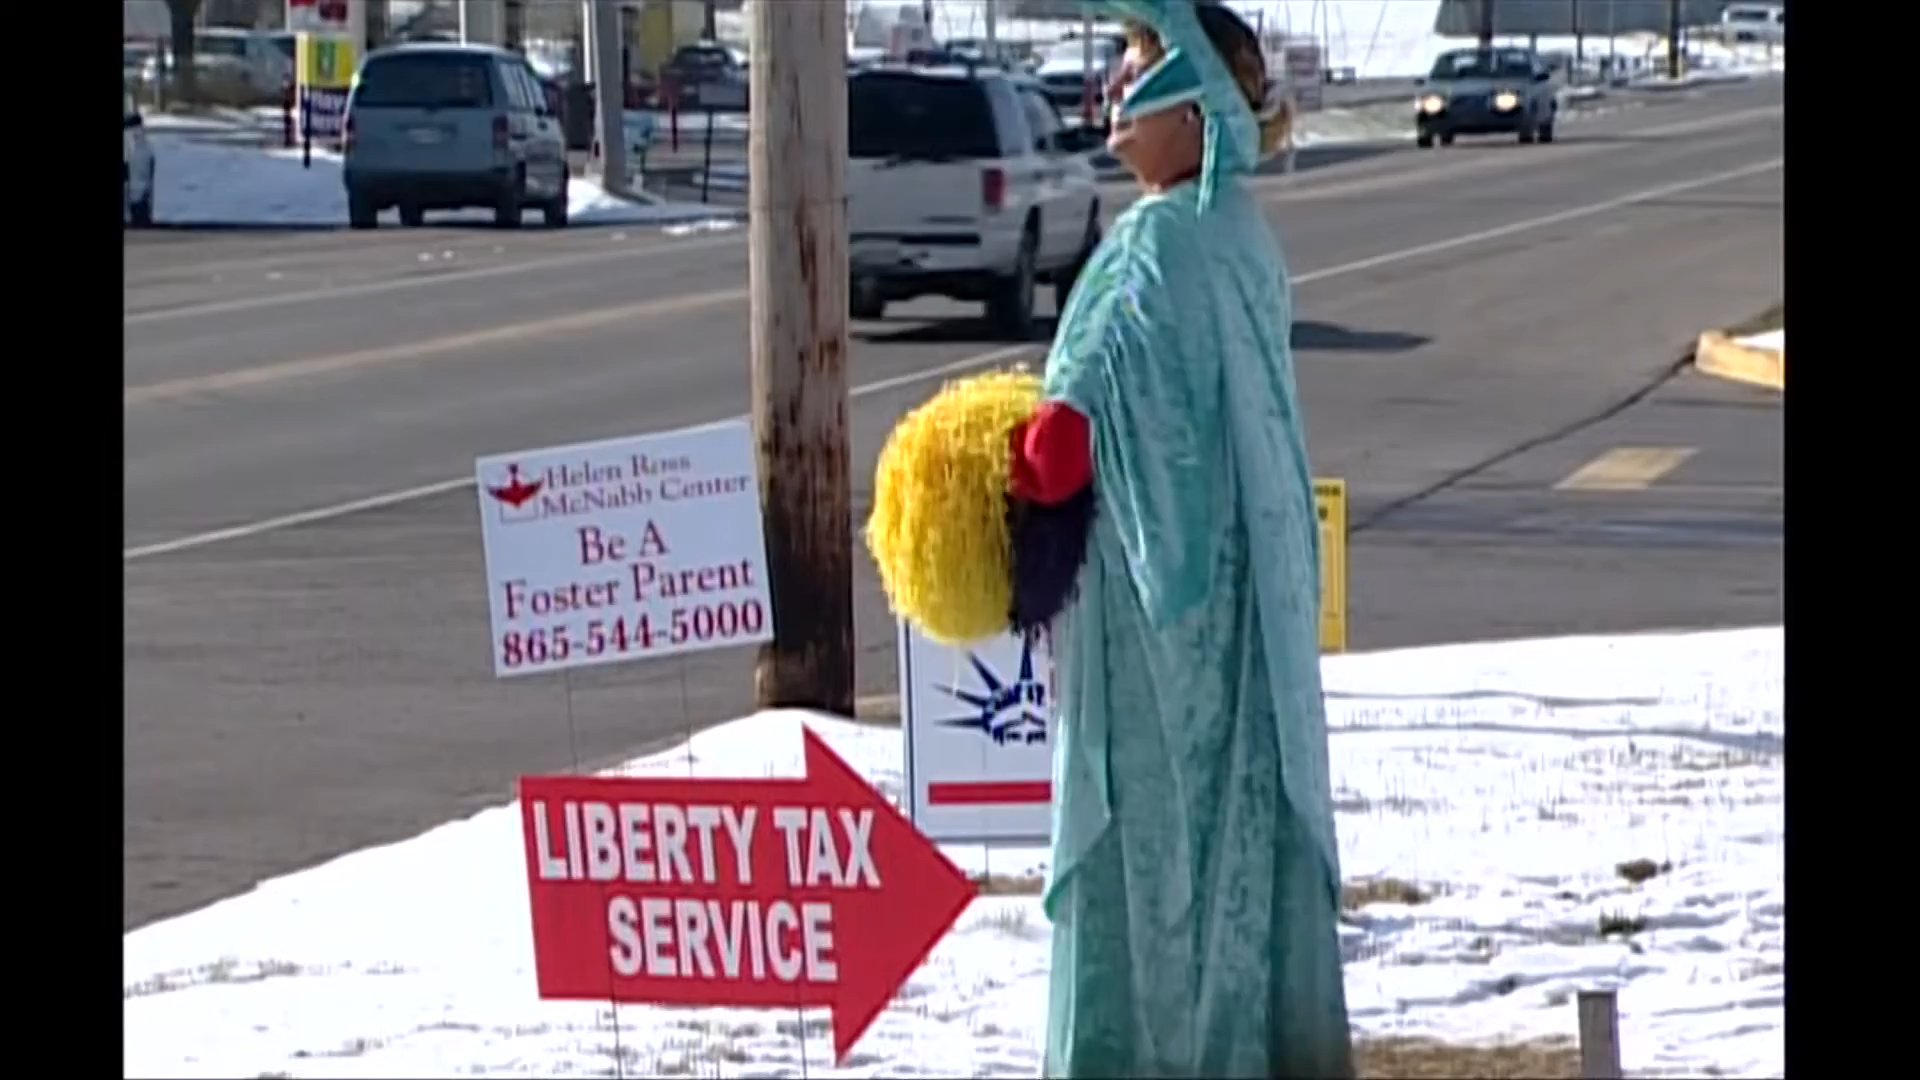 Helen Ross
McNabb Center
Be A
Foster Parent
865-544-5000
LIBERTY TAX
SERVICE